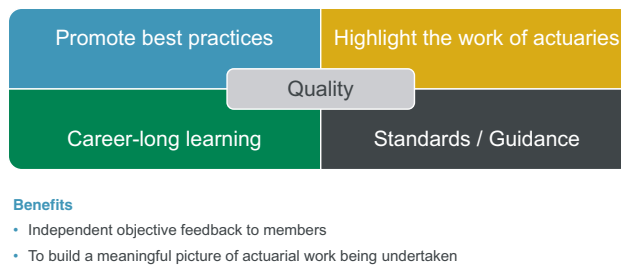 Promote best practices
Highlight the work of actuaries
Quality
Career-long learning
Standards / Guidance
Benefits
• Independent objective feedback to members
• To build a meaningful picture of actuarial work being undertaken